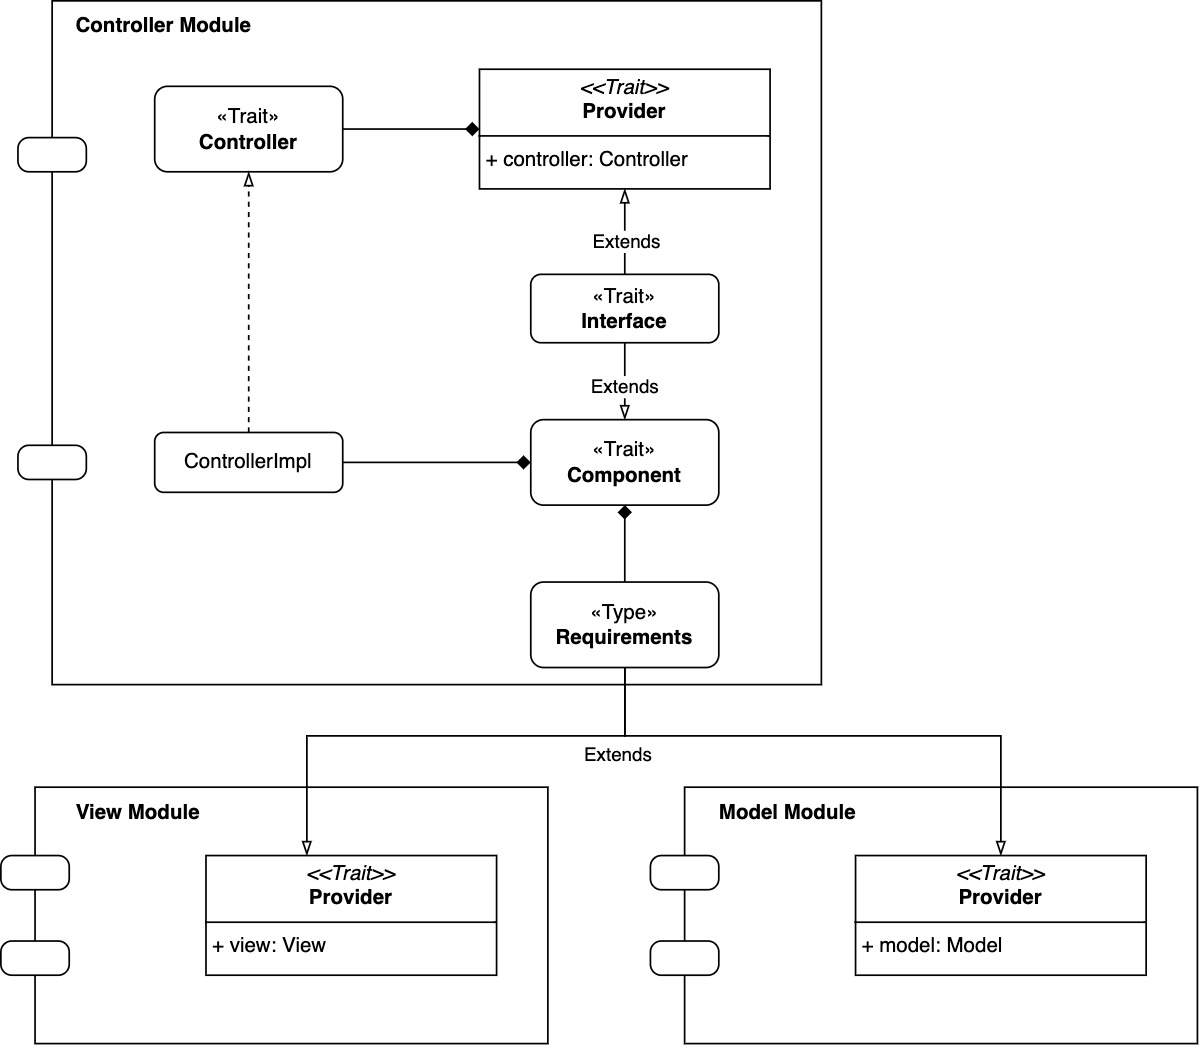 Controller Module
«Trait»
Controller
<<Trait>>
Provider
+ controller: Controller
Extends
«Trait»
Interface
Extends
ControllerImpl
«Trait»
Component
«Type»
Requirements
Extends
View Module
<<Trait>>
Provider
+ view: View
Model Module
<<Trait>>
Provider
+ model: Model